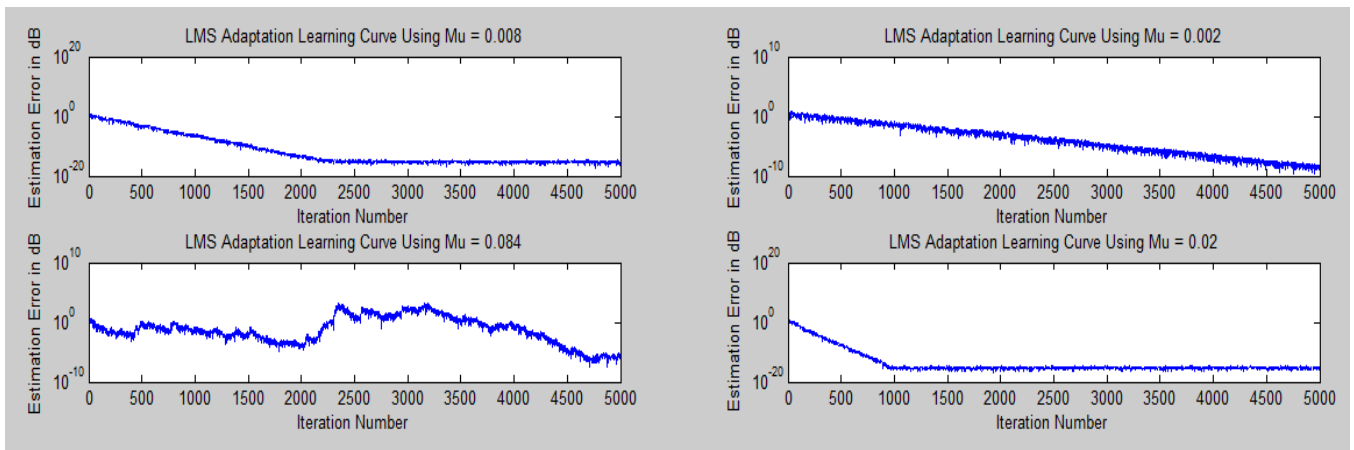 LMS Adaptation Learning Curve Using Mu = 0.008
Estimation Error in dB
10^20
10^0
10^-20
0 500 1000 1500 2000 2500 3000 3500 4000 4500 5000
Iteration Number
LMS Adaptation Learning Curve Using Mu = 0.002
Estimation Error in dB
10^10
10^0
10^-10
0 500 1000 1500 2000 2500 3000 3500 4000 4500 5000
Iteration Number
LMS Adaptation Learning Curve Using Mu = 0.084
Estimation Error in dB
10^10
10^0
10^-10
0 500 1000 1500 2000 2500 3000 3500 4000 4500 5000
Iteration Number
LMS Adaptation Learning Curve Using Mu = 0.02
Estimation Error in dB
10^20
10^0
10^-20
0 500 1000 1500 2000 2500 3000 3500 4000 4500 5000
Iteration Number